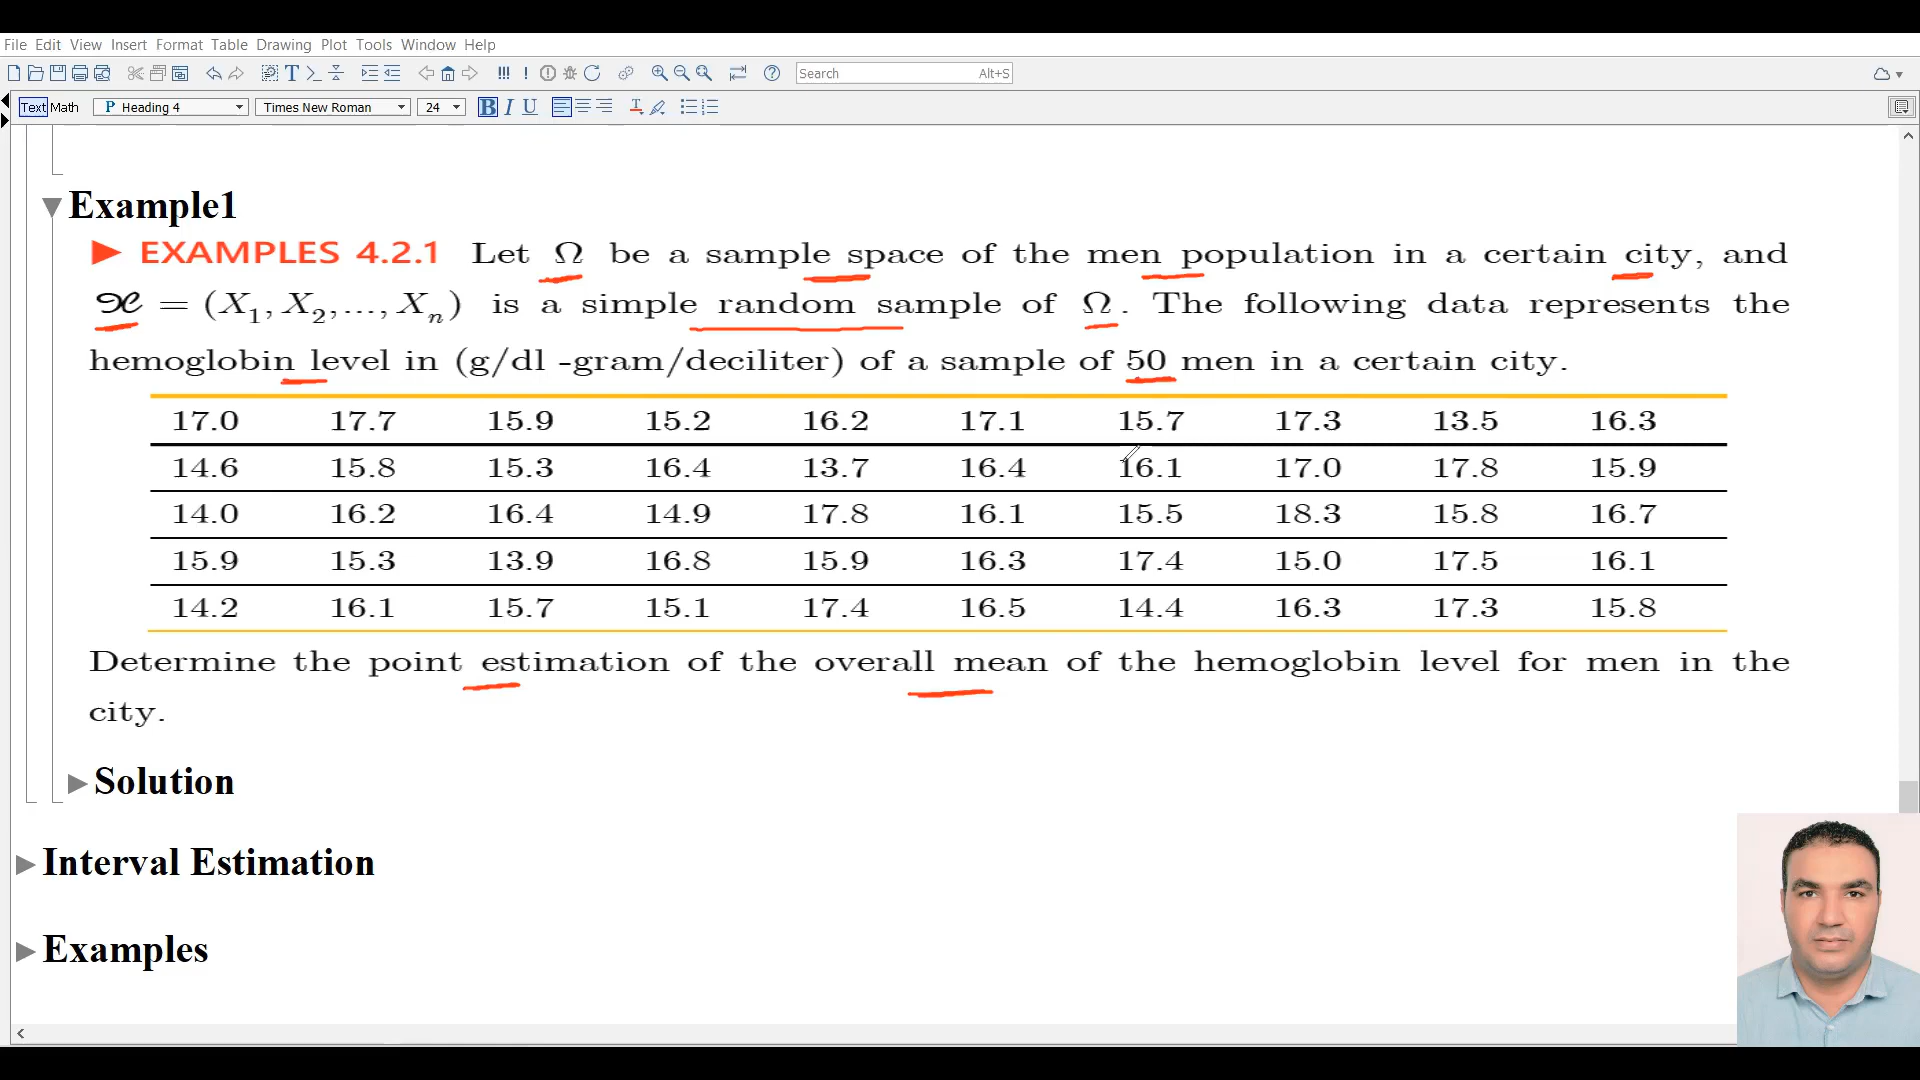 File Edit View Insert Format Table Drawing Plot Tools Window Help
Search Alt+S
Text Math P Heading 4 Times New Roman 24 B I U
Example1
EXAMPLES 4.2.1 Let Ω be a sample space of the men population in a certain city, and
𝒳 = (X₁, X₂, ..., Xₙ) is a simple random sample of Ω. The following data represents the
hemoglobin level in (g/dl -gram/deciliter) of a sample of 50 men in a certain city.
17.0 17.7 15.9 15.2 16.2 17.1 15.7 17.3 13.5 16.3
14.6 15.8 15.3 16.4 13.7 16.4 16.1 17.0 17.8 15.9
14.0 16.2 16.4 14.9 17.8 16.1 15.5 18.3 15.8 16.7
15.9 15.3 13.9 16.8 15.9 16.3 17.4 15.0 17.5 16.1
14.2 16.1 15.7 15.1 17.4 16.5 14.4 16.3 17.3 15.8
Determine the point estimation of the overall mean of the hemoglobin level for men in the
city.
Solution
Interval Estimation
Examples